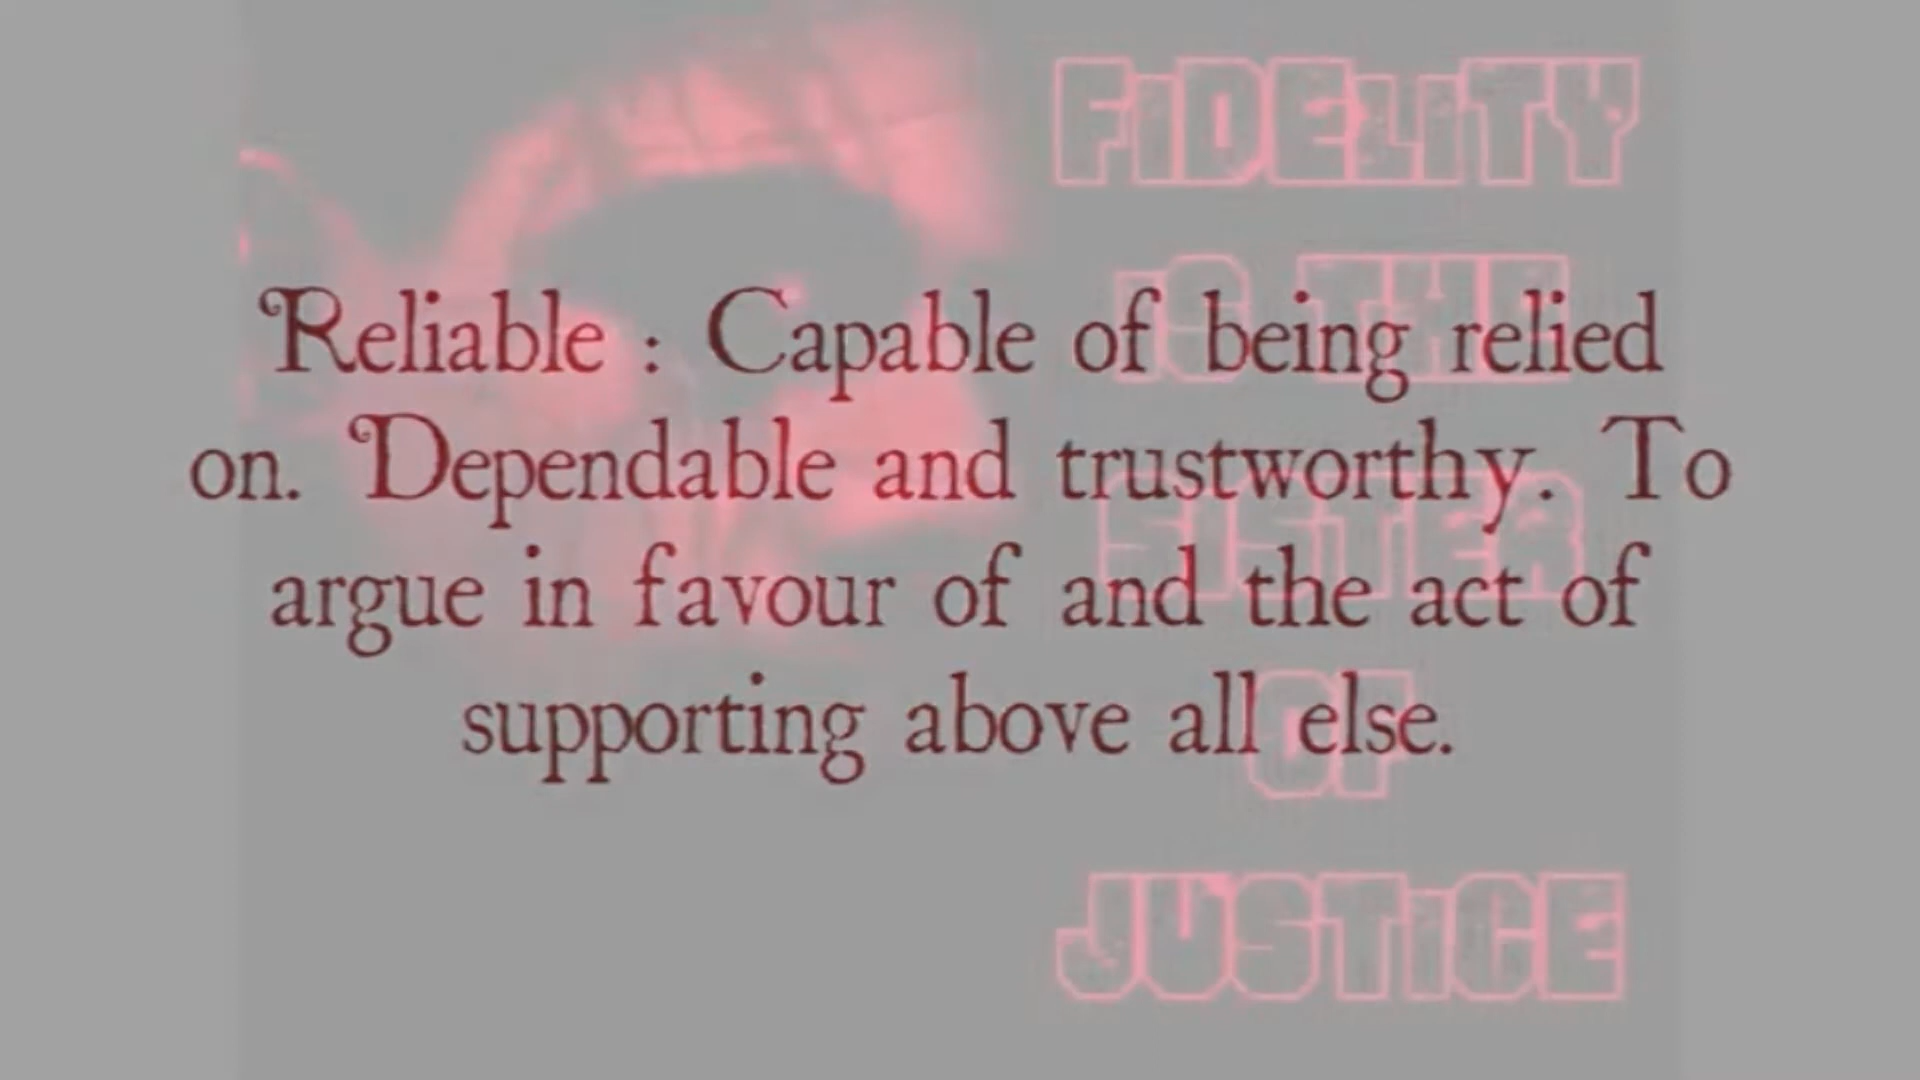 FiDELiTY
iS THE
SISTER
OF
JUSTiCE
Reliable : Capable of being relied
on. Dependable and trustworthy. To
argue in favour of and the act of
supporting above all else.